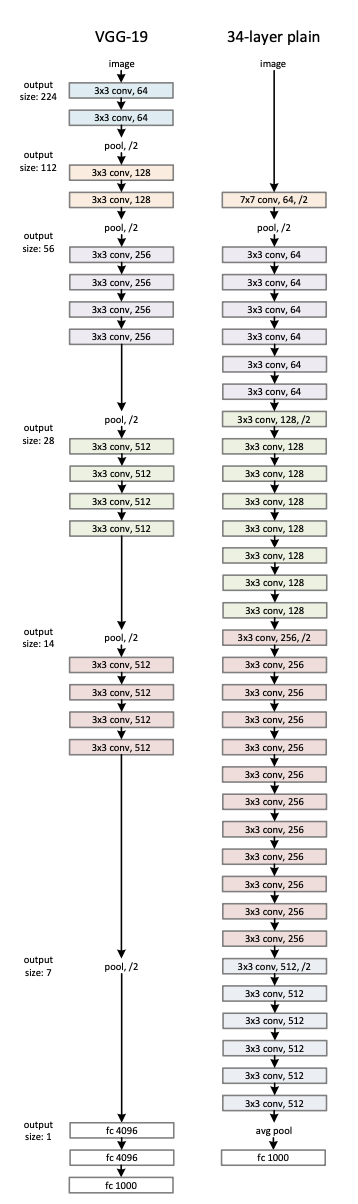 VGG-19
34-layer plain
output
size: 224
image
3x3 conv, 64
3x3 conv, 64
pool, /2
output
size: 112
3x3 conv, 128
3x3 conv, 128
pool, /2
output
size: 56
3x3 conv, 256
3x3 conv, 256
3x3 conv, 256
3x3 conv, 256
pool, /2
output
size: 28
3x3 conv, 512
3x3 conv, 512
3x3 conv, 512
3x3 conv, 512
pool, /2
output
size: 14
3x3 conv, 512
3x3 conv, 512
3x3 conv, 512
3x3 conv, 512
output
size: 7
pool, /2
output
size: 1
fc 4096
fc 4096
fc 1000
image
7x7 conv, 64, /2
pool, /2
3x3 conv, 64
3x3 conv, 64
3x3 conv, 64
3x3 conv, 64
3x3 conv, 64
3x3 conv, 64
3x3 conv, 128, /2
3x3 conv, 128
3x3 conv, 128
3x3 conv, 128
3x3 conv, 128
3x3 conv, 128
3x3 conv, 128
3x3 conv, 128
3x3 conv, 256, /2
3x3 conv, 256
3x3 conv, 256
3x3 conv, 256
3x3 conv, 256
3x3 conv, 256
3x3 conv, 256
3x3 conv, 256
3x3 conv, 256
3x3 conv, 256
3x3 conv, 256
3x3 conv, 256
3x3 conv, 512, /2
3x3 conv, 512
3x3 conv, 512
3x3 conv, 512
3x3 conv, 512
3x3 conv, 512
avg pool
fc 1000